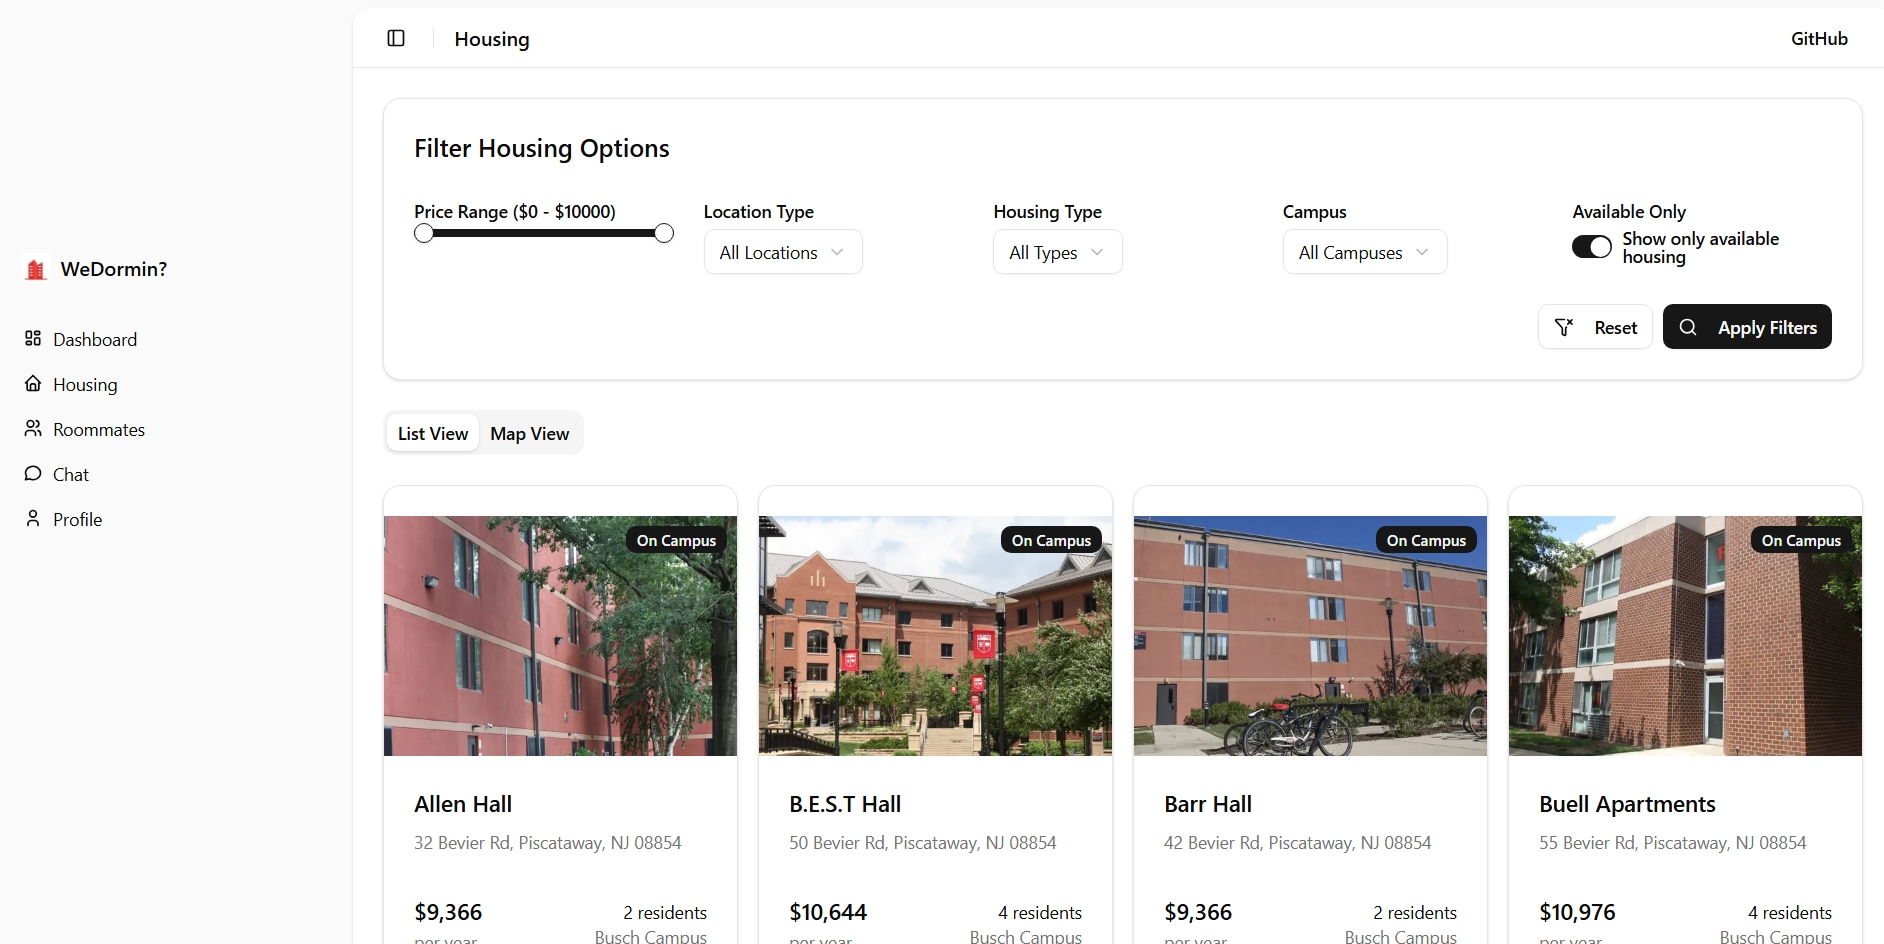 Housing
GitHub
WeDormin?
Dashboard
Housing
Roommates
Chat
Profile
Filter Housing Options
Price Range ($0 - $10000)
Location Type
All Locations
Housing Type
All Types
Campus
All Campuses
Available Only
Show only available
housing
Reset
Apply Filters
List View
Map View
On Campus
Allen Hall
32 Bevier Rd, Piscataway, NJ 08854
$9,366
2 residents
per year
Busch Campus
On Campus
B.E.S.T Hall
50 Bevier Rd, Piscataway, NJ 08854
$10,644
4 residents
per year
Busch Campus
On Campus
Barr Hall
42 Bevier Rd, Piscataway, NJ 08854
$9,366
2 residents
per year
Busch Campus
On Campus
Buell Apartments
55 Bevier Rd, Piscataway, NJ 08854
$10,976
4 residents
per year
Busch Campus